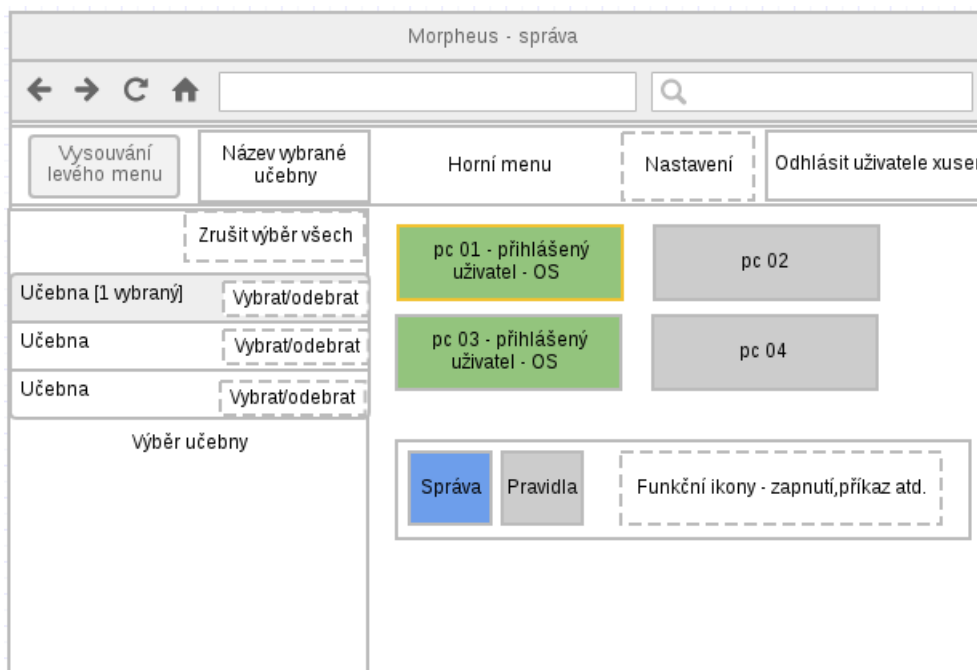 Morpheus - správa
Vysouvání
levého menu
Název vybrané
učebny
Horní menu
Nastavení
Odhlásit uživatele xuser
Zrušit výběr všech
Učebna [1 vybraný]
Vybrat/odebrat
Učebna
Vybrat/odebrat
Učebna
Vybrat/odebrat
Výběr učebny
pc 01 - přihlášený
uživatel - OS
pc 02
pc 03 - přihlášený
uživatel - OS
pc 04
Správa
Pravidla
Funkční ikony - zapnutí,příkaz atd.